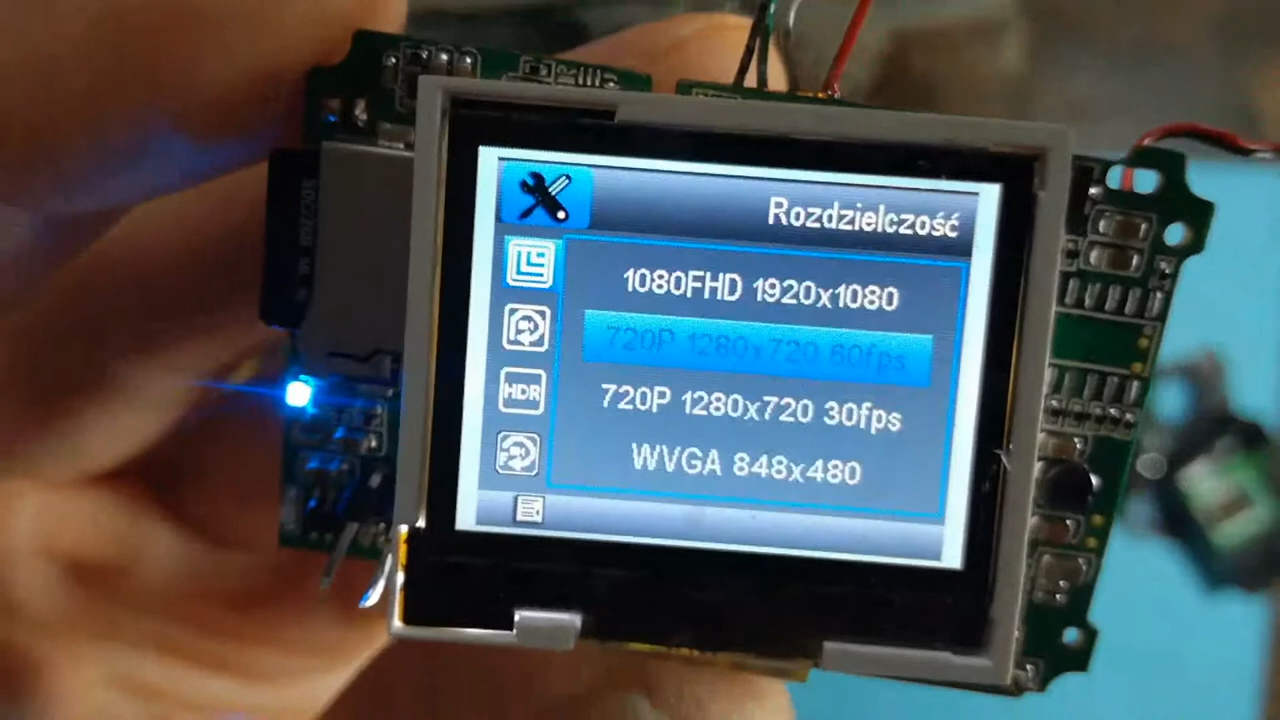 Rozdzielczość
1080FHD 1920x1080
720P 1280x720 60fps
HDR
720P 1280x720 30fps
WVGA 848x480